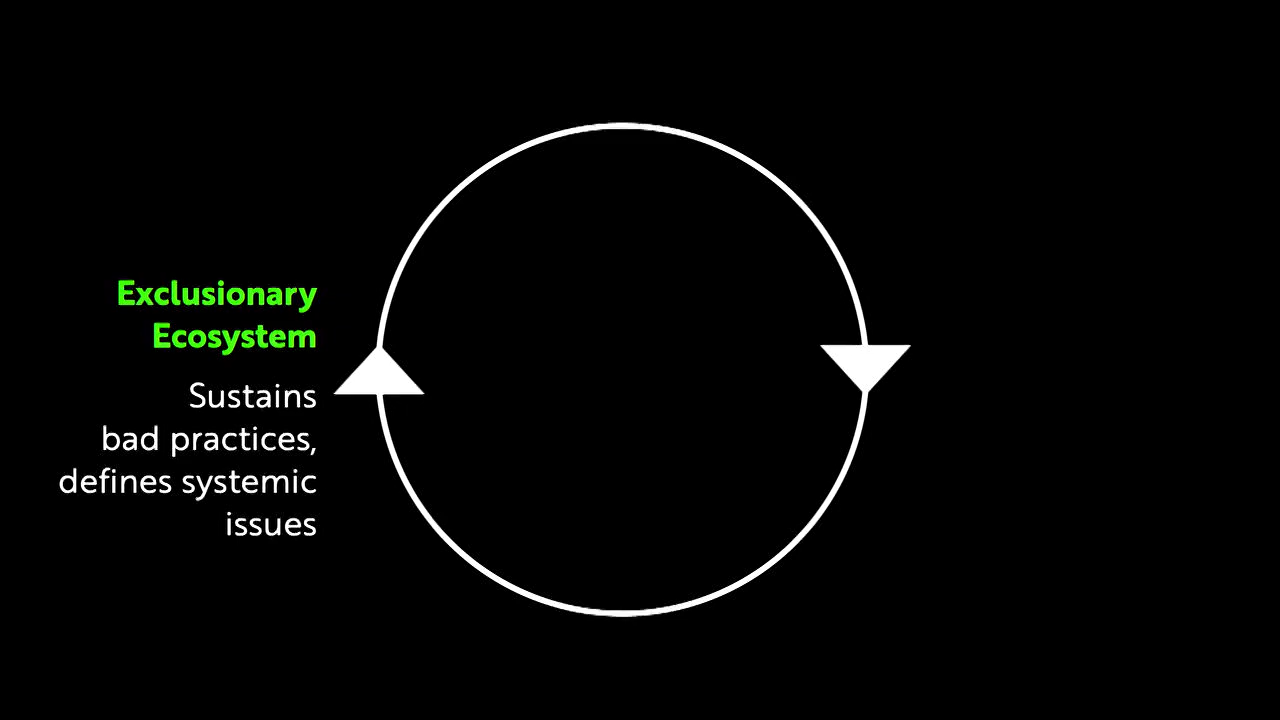 Exclusionary
Ecosystem
Sustains
bad practices,
defines systemic
issues